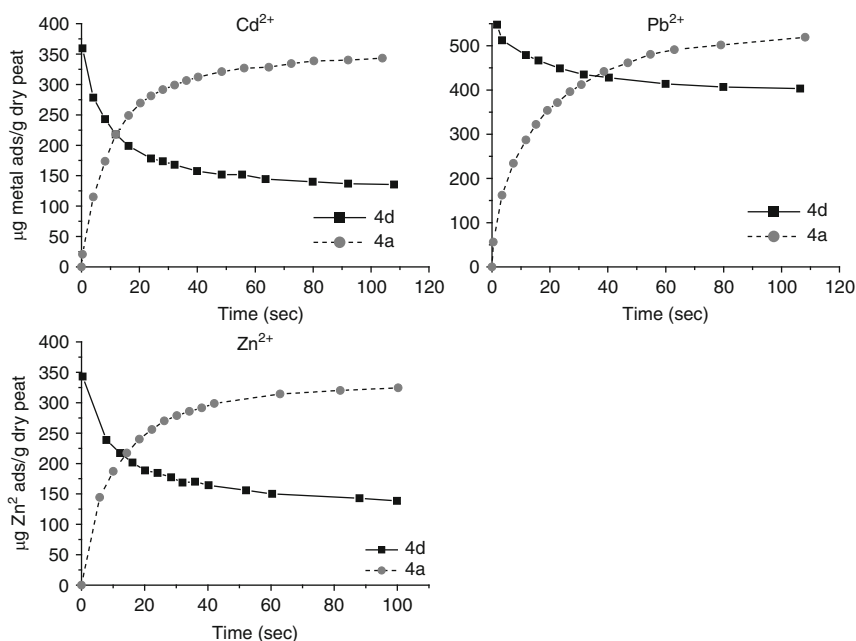 Cd2+
400
350
300
250
200
150
100
50
0
µg metal ads/g dry peat
4d
4a
0 20 40 60 80 100 120
Time (sec)
Pb2+
500
400
300
200
100
0
4d
4a
0 20 40 60 80 100 120
Time (sec)
Zn2+
400
350
300
250
200
150
100
50
0
µg Zn2 ads/g dry peat
4d
4a
0 20 40 60 80 100
Time (sec)